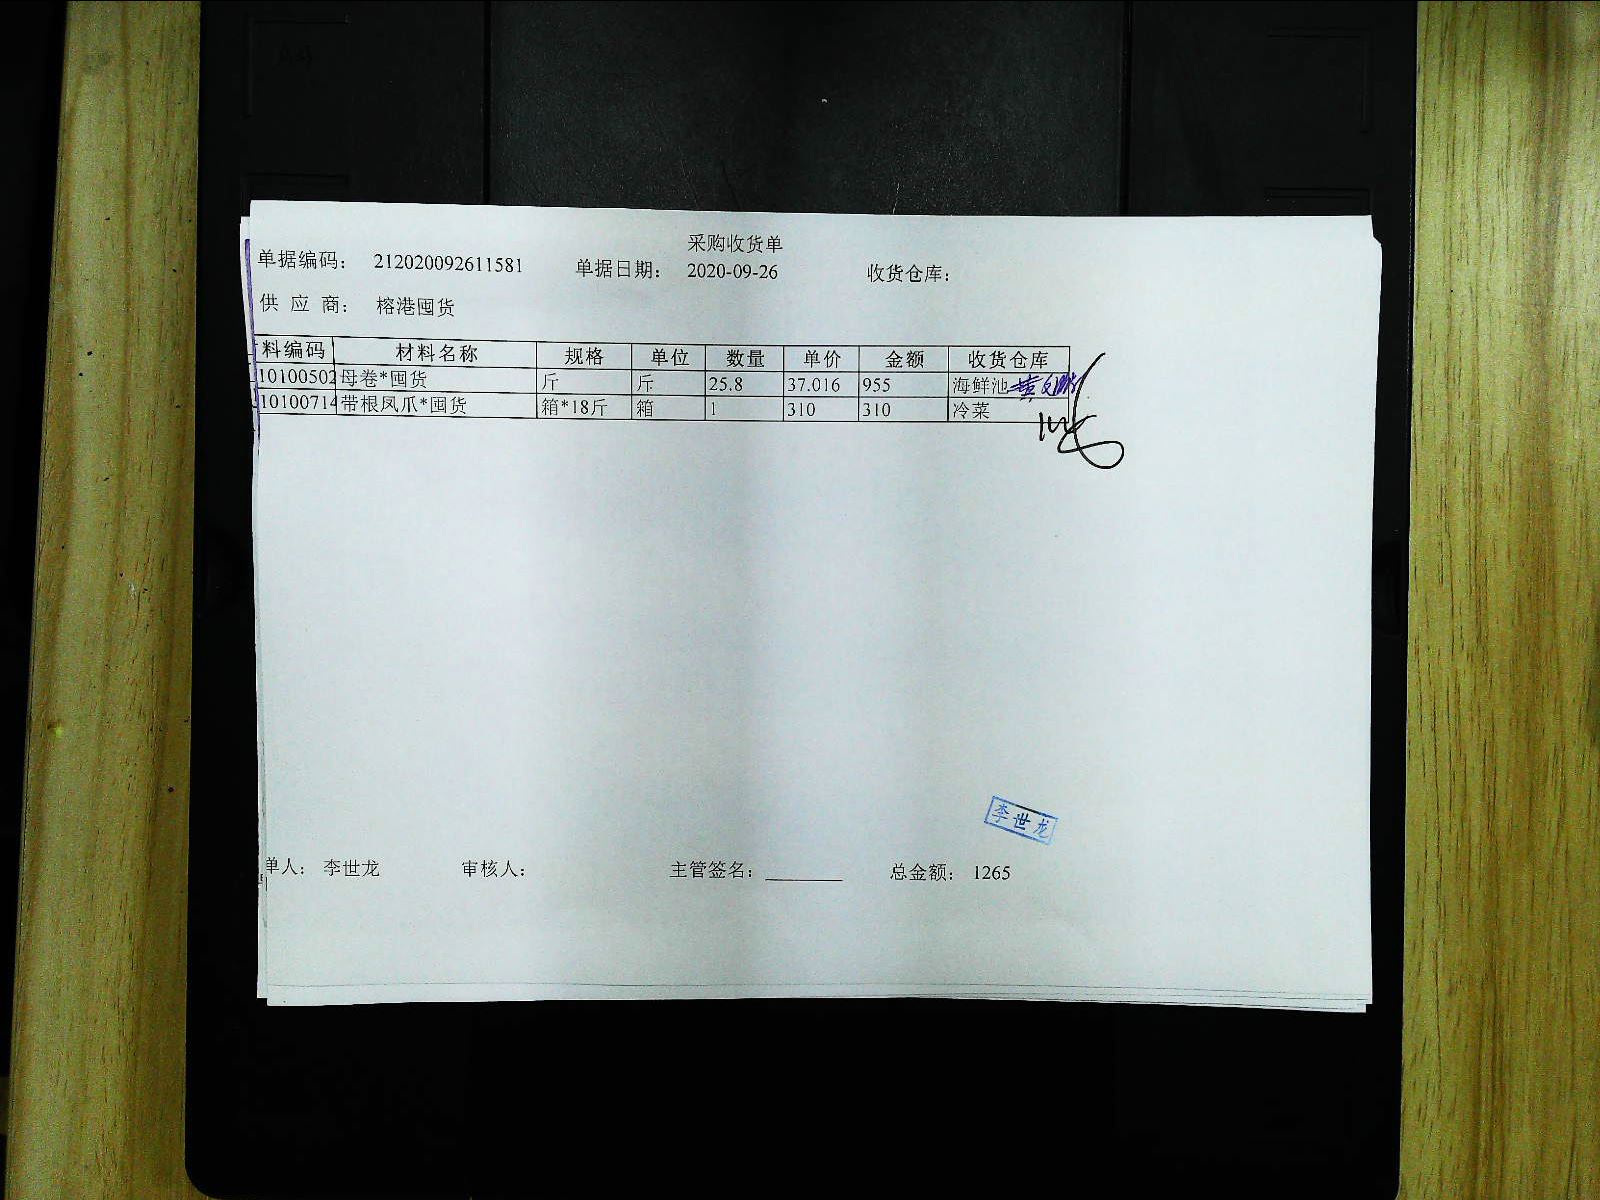 采购收货单
单据编码： 212020092611581 单据日期： 2020-09-26 收货仓库：
供 应 商： 榕港囤货
料编码 材料名称 规格 单位 数量 单价 金额 收货仓库
10100502 母卷*囤货 斤 斤 25.8 37.016 955 海鲜池
10100714 带根凤爪*囤货 箱*18斤 箱 1 310 310 冷菜
李世龙
单人： 李世龙 审核人： 主管签名： 总金额： 1265